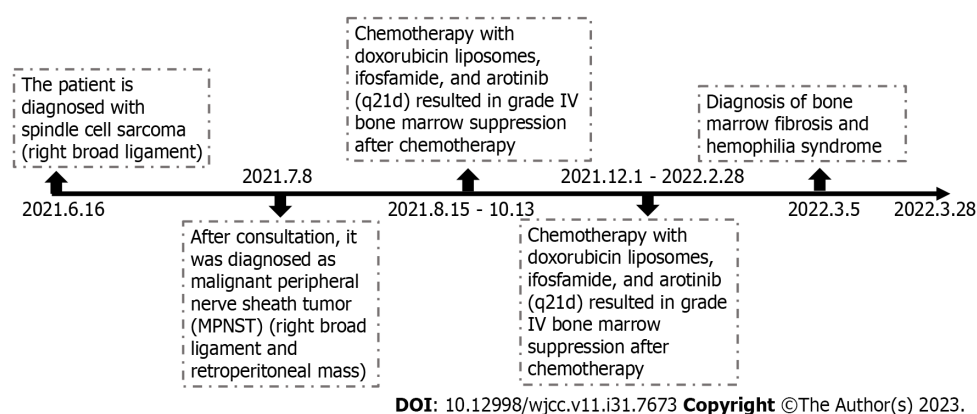 The patient is
diagnosed with
spindle cell sarcoma
(right broad ligament)
2021.6.16
2021.7.8
After consultation, it
was diagnosed as
malignant peripheral
nerve sheath tumor
(MPNST) (right broad
ligament and
retroperitoneal mass)
Chemotherapy with
doxorubicin liposomes,
ifosfamide, and arotinib
(q21d) resulted in grade IV
bone marrow suppression
after chemotherapy
2021.8.15 - 10.13
2021.12.1 - 2022.2.28
Chemotherapy with
doxorubicin liposomes,
ifosfamide, and arotinib
(q21d) resulted in grade
IV bone marrow
suppression after
chemotherapy
Diagnosis of bone
marrow fibrosis and
hemophilia syndrome
2022.3.5
2022.3.28
DOI: 10.12998/wjcc.v11.i31.7673 Copyright ©The Author(s) 2023.